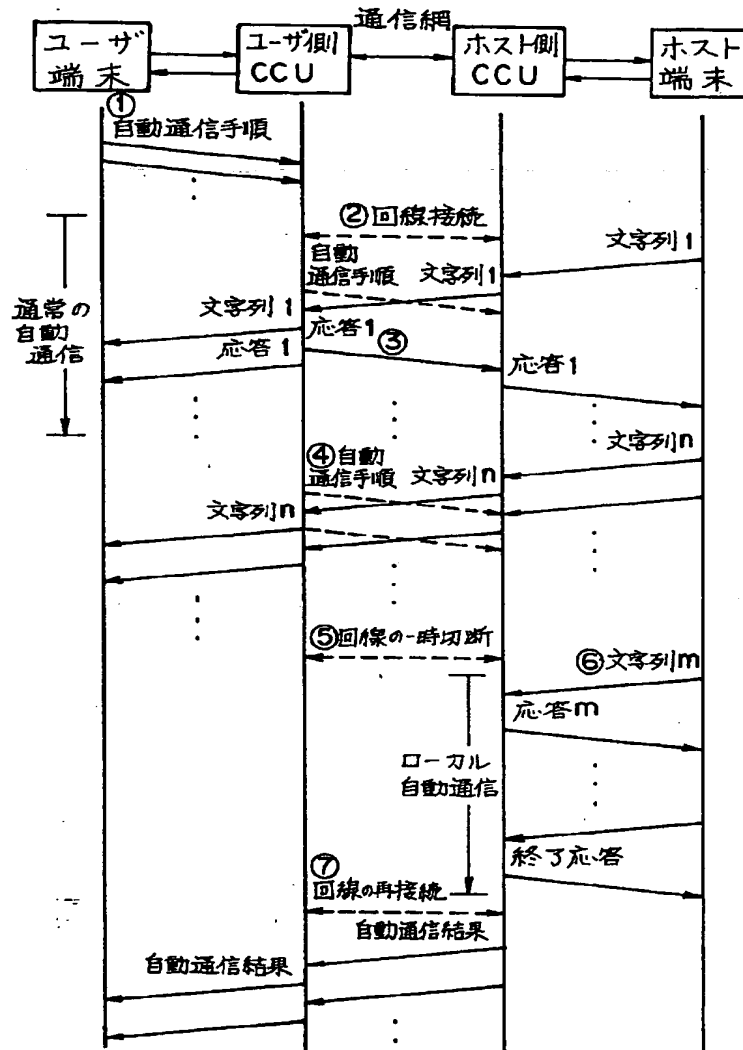 通信網
ユーザ
端末
ユーザ側
CCU
ホスト側
CCU
ホスト
端末
①
自動通信手順
②回線接続
文字列1
自動
通信手順
文字列1
文字列1
通常の
自動
通信
応答1
応答1
③
応答1
文字列n
④自動
通信手順
文字列n
文字列n
⑤回線の一時切断
⑥文字列m
応答m
ローカル
自動通信
終了応答
⑦
回線の再接続
自動通信結果
自動通信結果